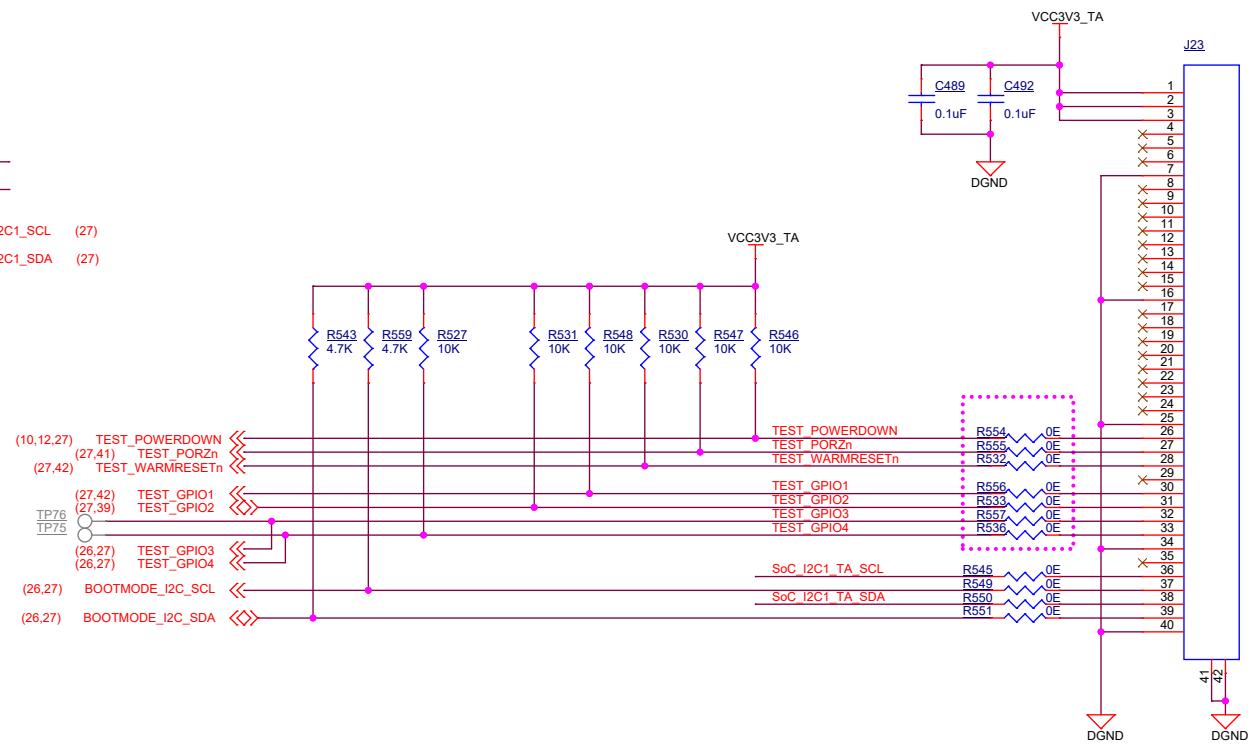 VCC3V3_TA
J23
C489
0.1uF
C492
0.1uF
DGND
1
2
3
4
5
6
7
8
9
10
11
12
13
14
15
16
17
18
19
20
21
22
23
24
25
26
27
28
29
30
31
32
33
34
35
36
37
38
39
40
41
42
2C1_SCL (27)
2C1_SDA (27)
VCC3V3_TA
R543
4.7K
R559
4.7K
R527
10K
R531
10K
R548
10K
R530
10K
R547
10K
R546
10K
(10,12,27) TEST_POWERDOWN
(27,41) TEST_PORZn
(27,42) TEST_WARMRESETn
(27,42) TEST_GPIO1
(27,39) TEST_GPIO2
TP76
TP75
(26,27) TEST_GPIO3
(26,27) TEST_GPIO4
(26,27) BOOTMODE_I2C_SCL
(26,27) BOOTMODE_I2C_SDA
TEST_POWERDOWN R554 0E
TEST_PORZn R555 0E
TEST_WARMRESETn R532 0E
TEST_GPIO1 R556 0E
TEST_GPIO2 R533 0E
TEST_GPIO3 R557 0E
TEST_GPIO4 R536 0E
SoC_I2C1_TA_SCL R545 0E
R549 0E
SoC_I2C1_TA_SDA R550 0E
R551 0E
DGND
DGND